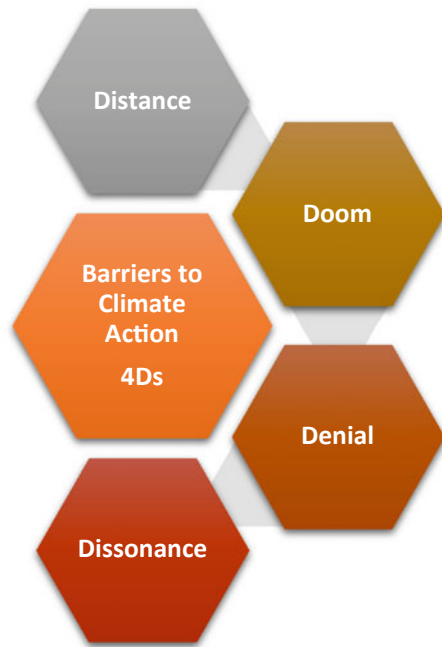 Distance
Doom
Barriers to
Climate
Action
4Ds
Denial
Dissonance